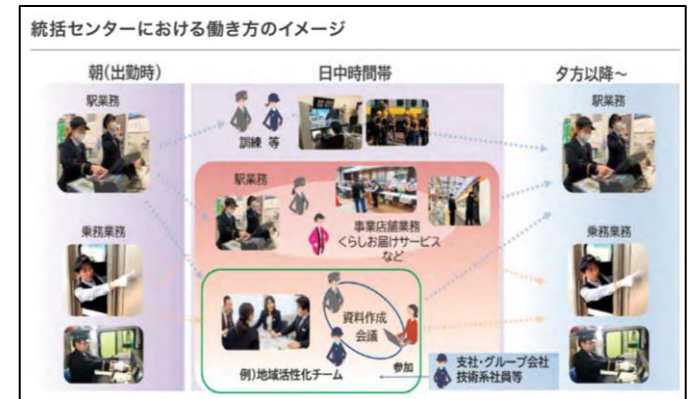 統括センターにおける働き方のイメージ
朝(出勤時)
日中時間帯
夕方以降~
駅業務
訓練 等
駅業務
駅業務
事業店舗業務
くらしお届けサービス
など
乗務業務
乗務業務
資料作成
会議
例)地域活性化チーム
参加
支社・グループ会社
技術系社員等